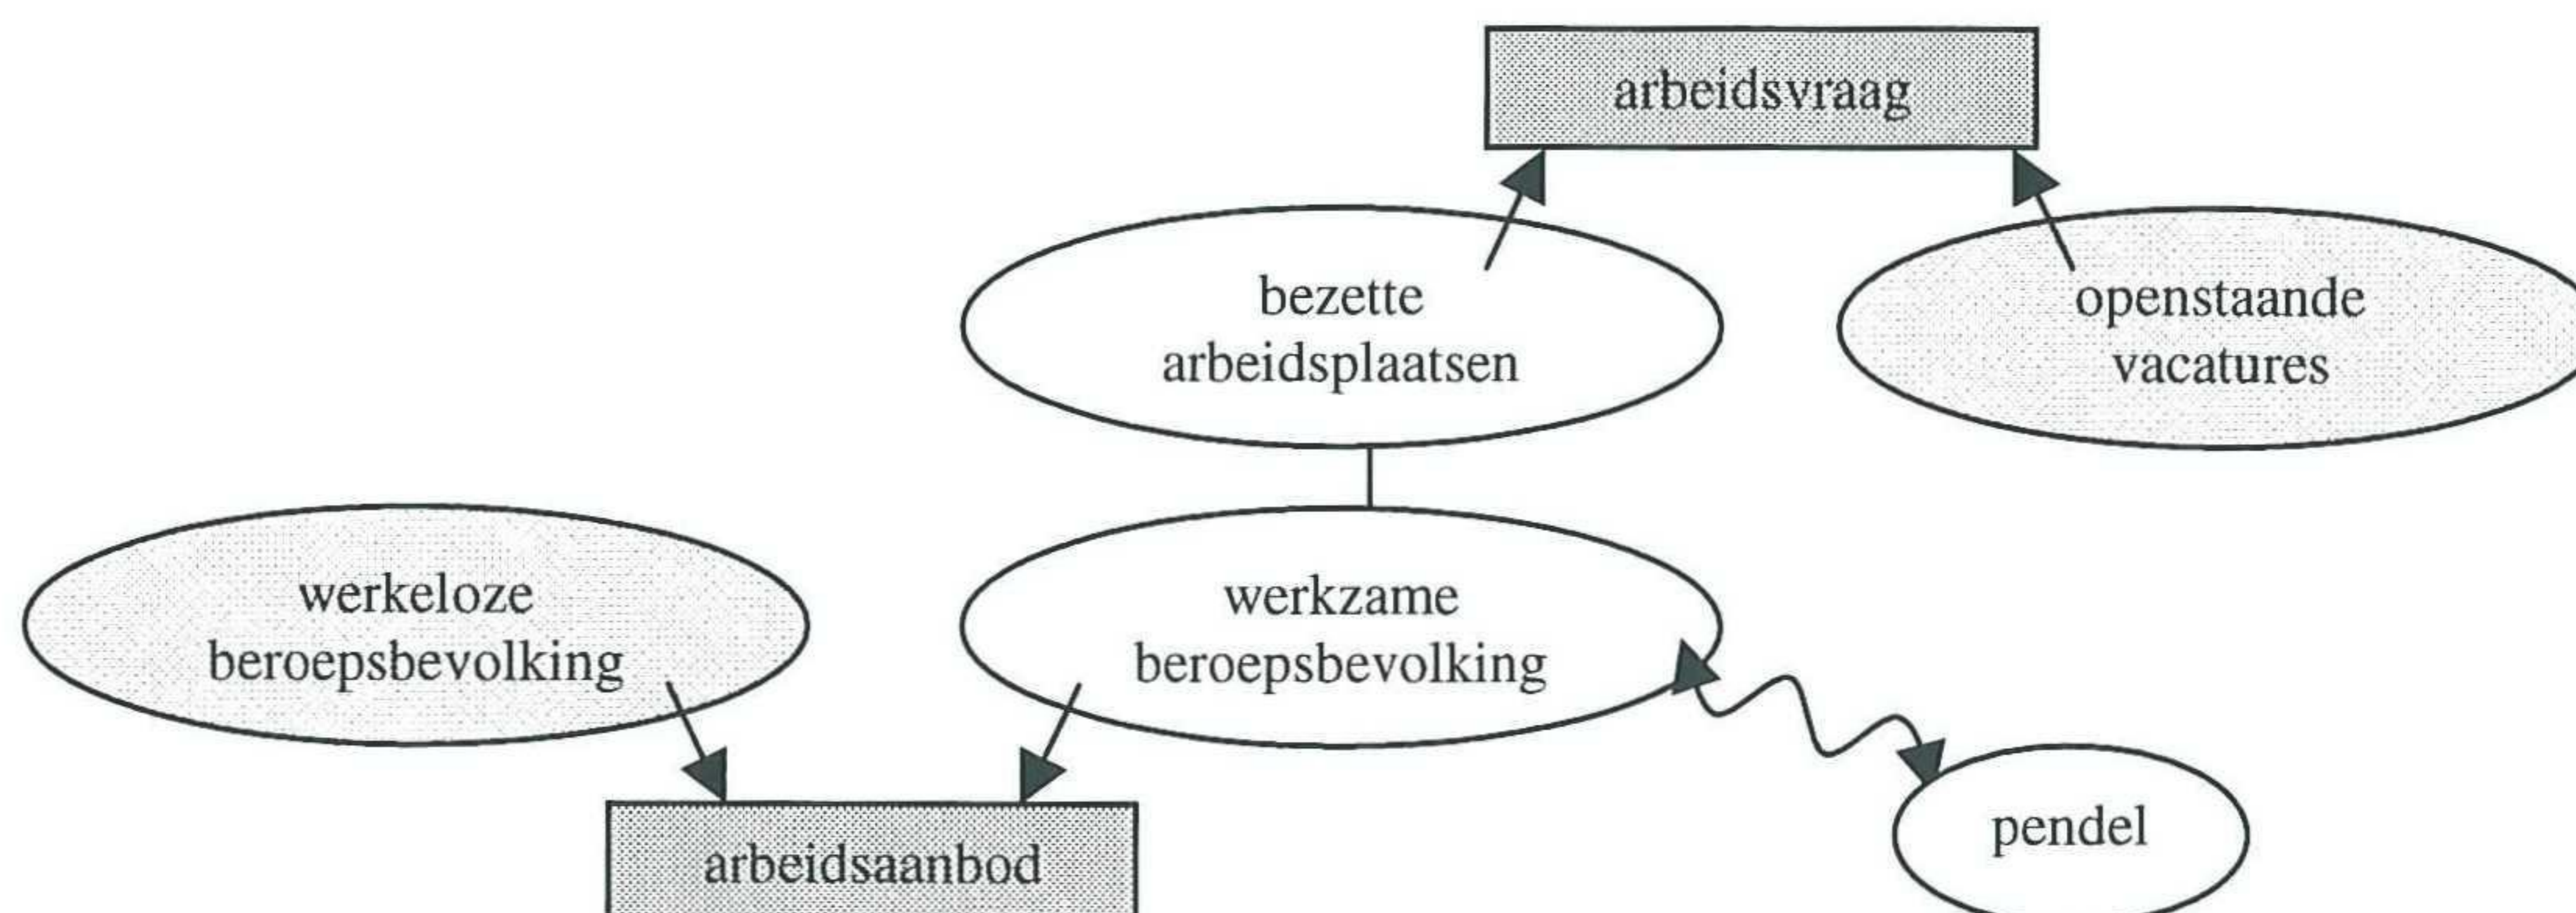 arbeidsvraag
bezette
arbeidsplaatsen
openstaande
vacatures
werkeloze
beroepsbevolking
werkzame
beroepsbevolking
pendel
arbeidsaanbod